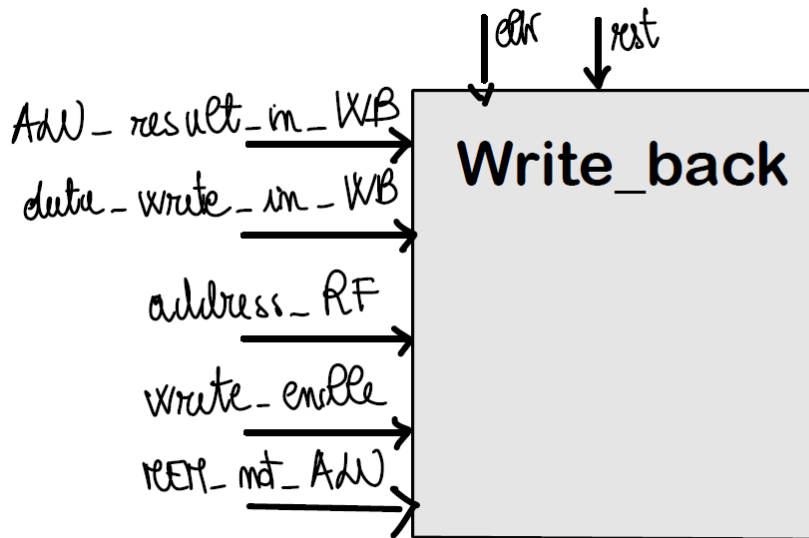 clk rst
ALU_result_in_WB
Write_back
data_write_in_WB
address_RF
write_enable
MEM_not_ALU